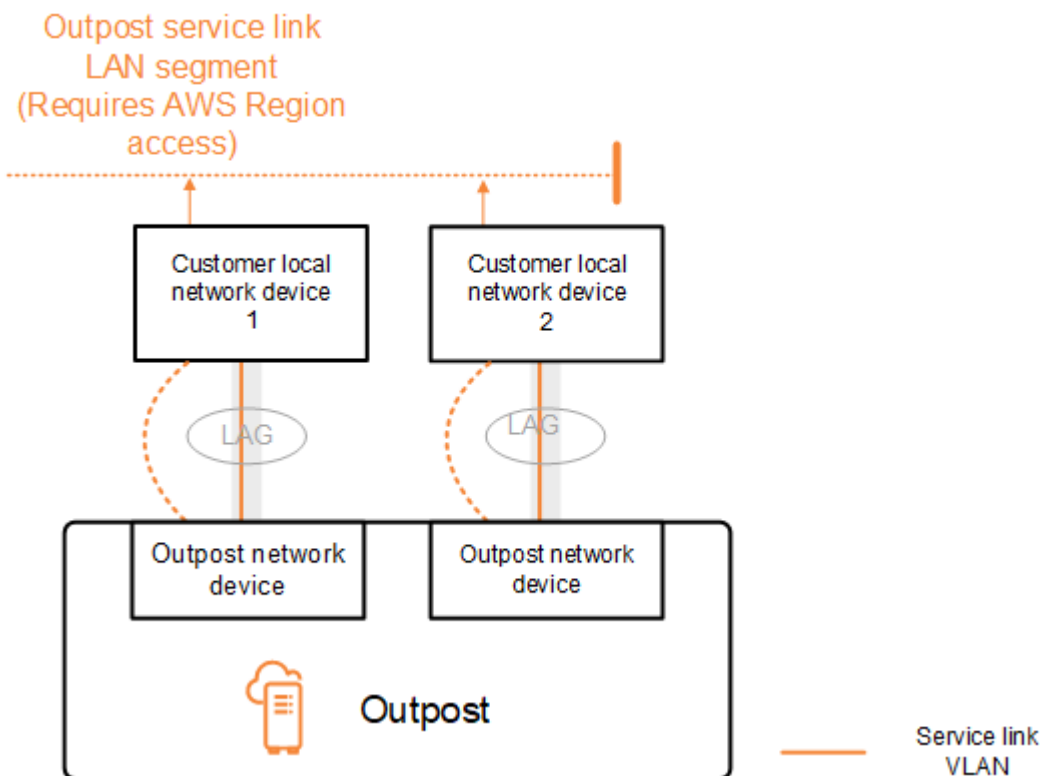 Outpost service link
LAN segment
(Requires AWS Region
access)
Customer local
network device
1
Customer local
network device
2
LAG
LAG
Outpost network
device
Outpost network
device
Outpost
Service link
VLAN